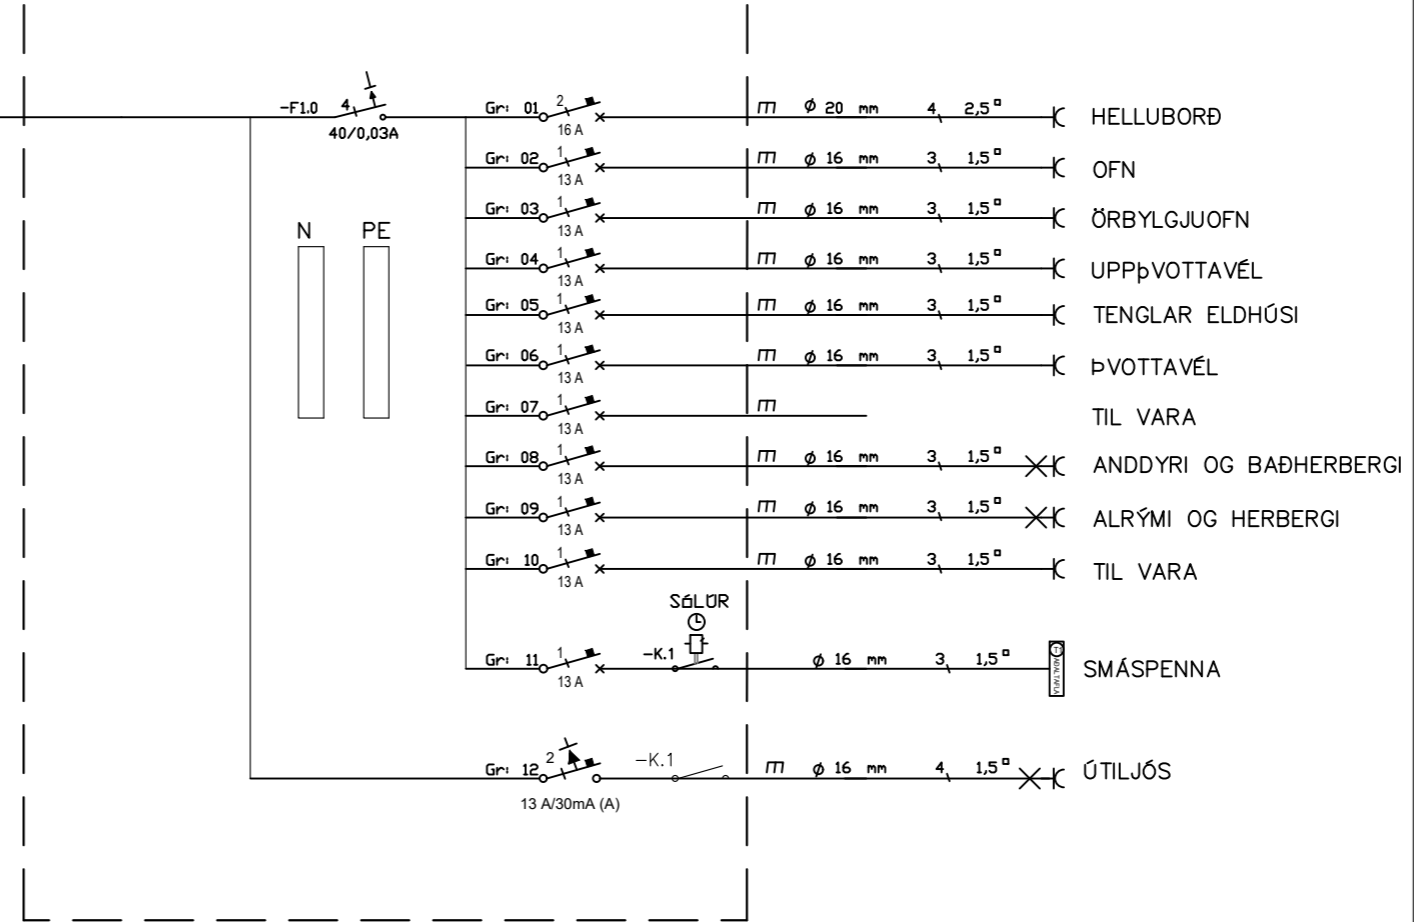 -F1.0 4
40/0,03A
N PE
Gr: 01 2 16 A ϕ 20 mm 4 2,5¤ HELLUBORÐ
Gr: 02 1 13 A ϕ 16 mm 3 1,5¤ OFN
Gr: 03 1 13 A ϕ 16 mm 3 1,5¤ ÖRBYLGJUOFN
Gr: 04 1 13 A ϕ 16 mm 3 1,5¤ UPPþVOTTAVÉL
Gr: 05 1 13 A ϕ 16 mm 3 1,5¤ TENGLAR ELDHÚSI
Gr: 06 1 13 A ϕ 16 mm 3 1,5¤ ÞVOTTAVÉL
Gr: 07 1 13 A TIL VARA
Gr: 08 1 13 A ϕ 16 mm 3 1,5¤ ANDDYRI OG BAÐHERBERGI
Gr: 09 1 13 A ϕ 16 mm 3 1,5¤ ALRÝMI OG HERBERGI
Gr: 10 1 13 A ϕ 16 mm 3 1,5¤ TIL VARA
SóLÚR
Gr: 11 1 13 A -K.1 ϕ 16 mm 3 1,5¤ SMÁSPENNA
Gr: 12 2 -K.1 ϕ 16 mm 4 1,5¤ ÚTILJÓS
13 A/30mA (A)